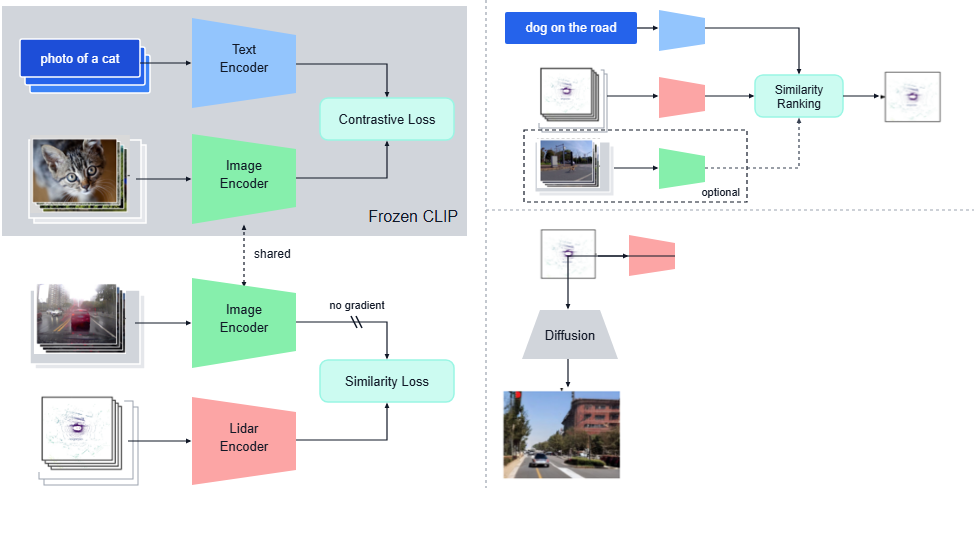 photo of a cat
Text
Encoder
Contrastive Loss
Image
Encoder
Frozen CLIP
shared
Image
Encoder
no gradient
Similarity Loss
Lidar
Encoder
dog on the road
Similarity
Ranking
optional
Diffusion